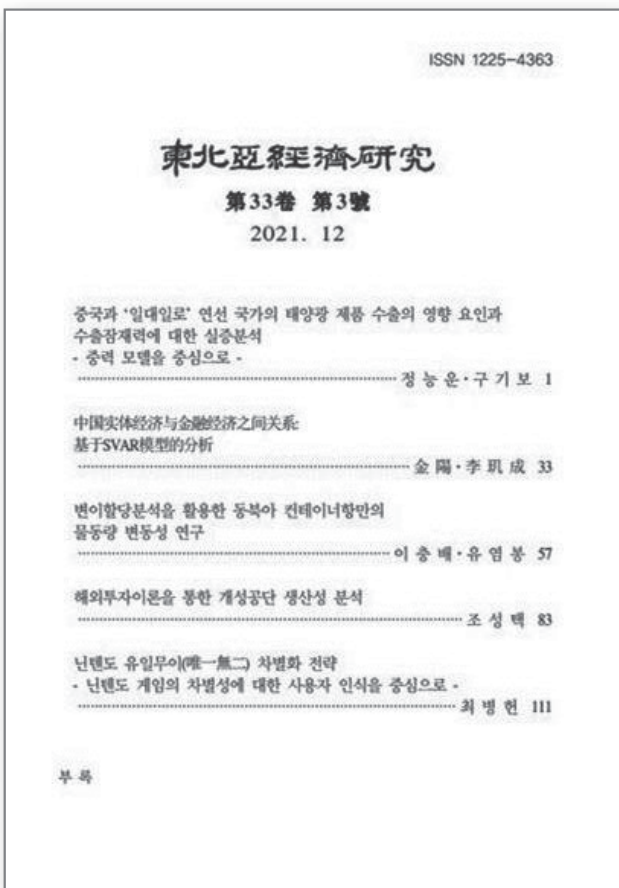 ISSN 1225-4363
東北亞經濟研究
第33卷 第3號
2021. 12
중국과 '일대일로' 연선 국가의 태양광 제품 수출의 영향 요인과
수출잠재력에 대한 실증분석
- 중력 모델을 중심으로 -
정능운·구기보 1
中国实体经济与金融经济之间关系:
基于SVAR模型的分析
金陽·李玑成 33
변이할당분석을 활용한 동북아 컨테이너항만의
물동량 변동성 연구
이충배·유염봉 57
해외투자이론을 통한 개성공단 생산성 분석
조성택 83
닌텐도 유일무이(唯一無二) 차별화 전략
- 닌텐도 게임의 차별성에 대한 사용자 인식을 중심으로 -
최병헌 111
부록